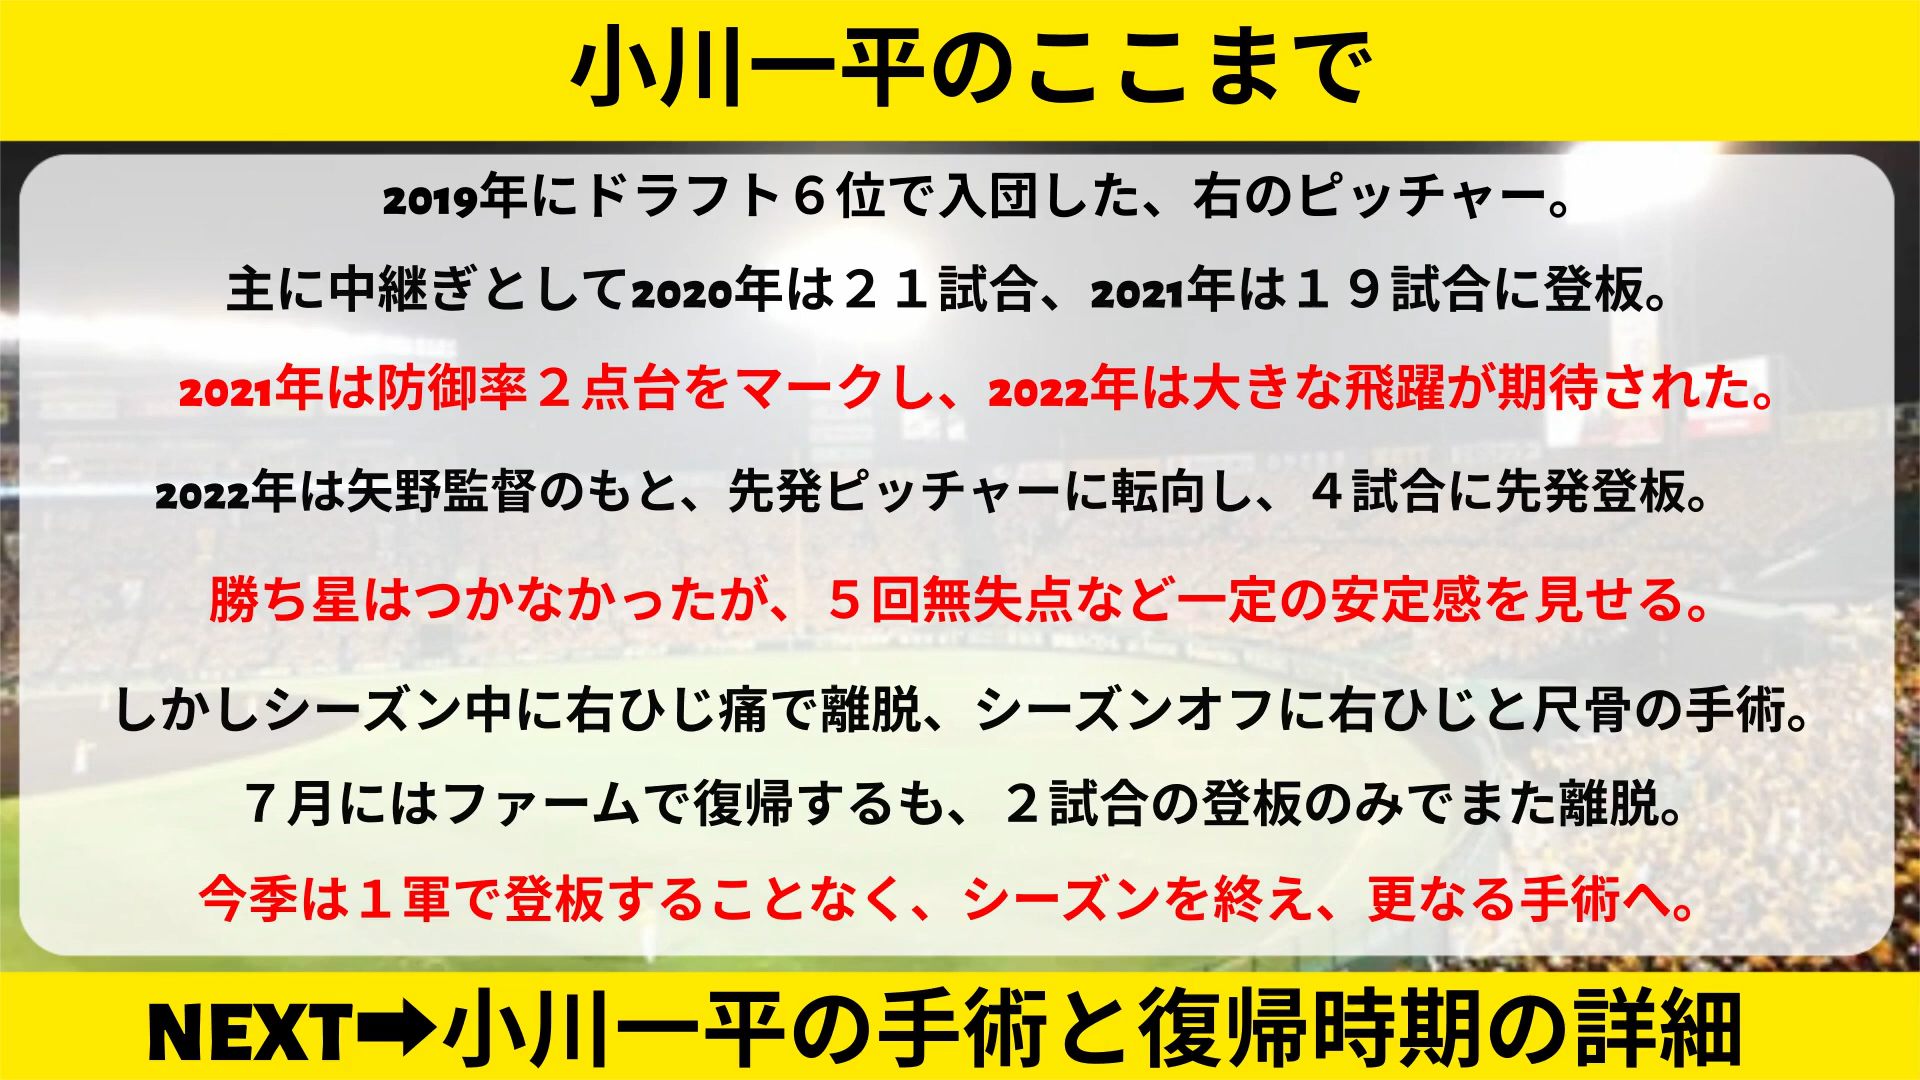 小川一平のここまで
2019年にドラフト６位で入団した、右のピッチャー。
主に中継ぎとして2020年は２１試合、2021年は１９試合に登板。
2021年は防御率２点台をマークし、2022年は大きな飛躍が期待された。
2022年は矢野監督のもと、先発ピッチャーに転向し、４試合に先発登板。
勝ち星はつかなかったが、５回無失点など一定の安定感を見せる。
しかしシーズン中に右ひじ痛で離脱、シーズンオフに右ひじと尺骨の手術。
７月にはファームで復帰するも、２試合の登板のみでまた離脱。
今季は１軍で登板することなく、シーズンを終え、更なる手術へ。
NEXT➡小川一平の手術と復帰時期の詳細